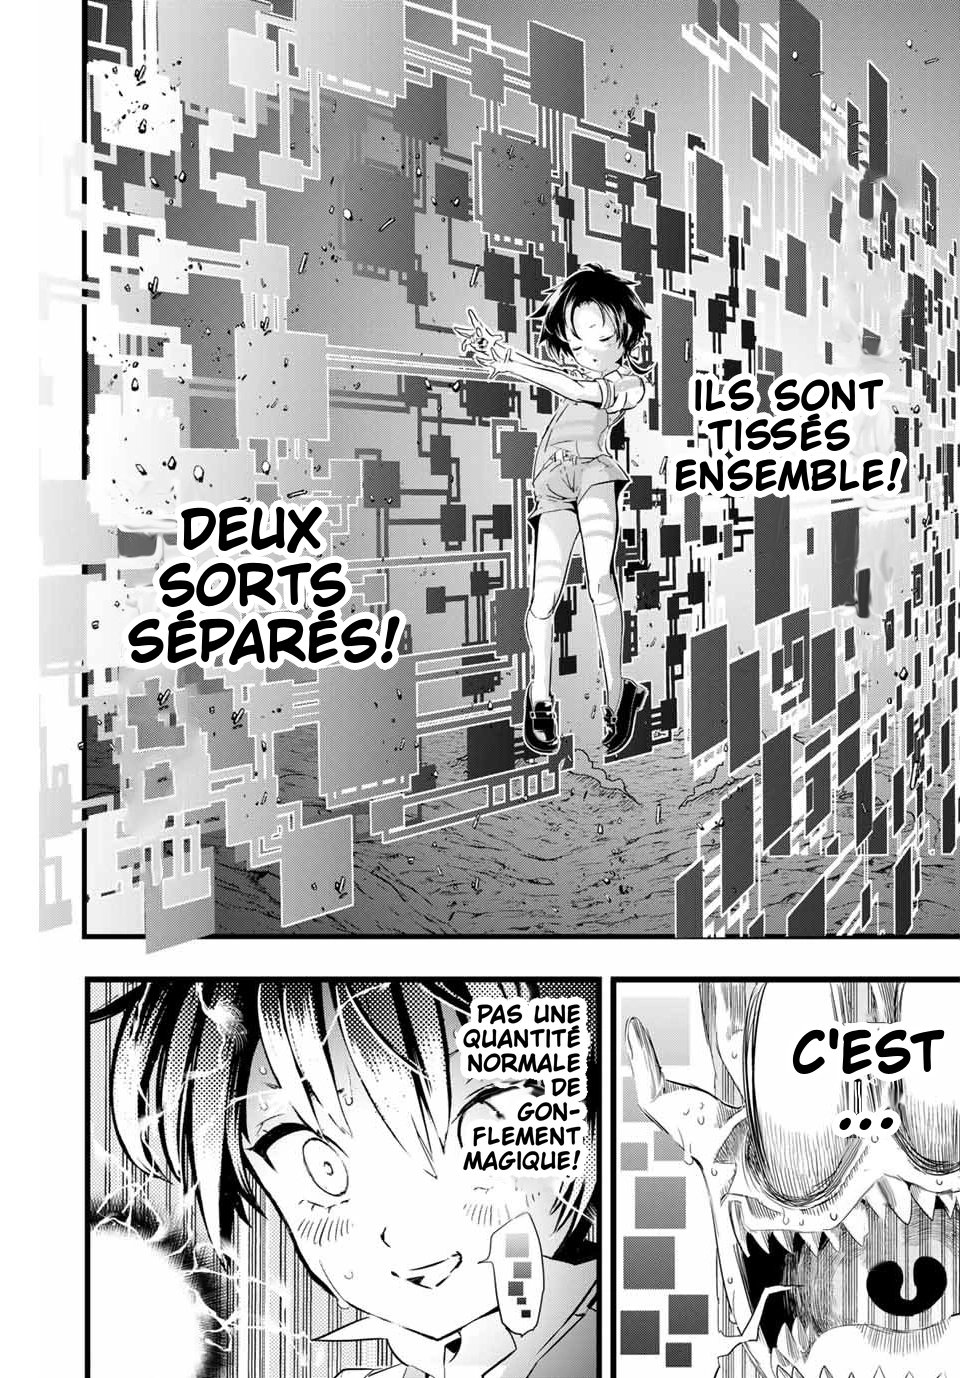 ILS SONT
TISSÉS
ENSEMBLE!
DEUX
SORTS
SÉPARÉS!
C'EST
...
PAS UNE
QUANTITÉ
NORMALE
DE
GON-
FLEMENT
MAGIQUE!